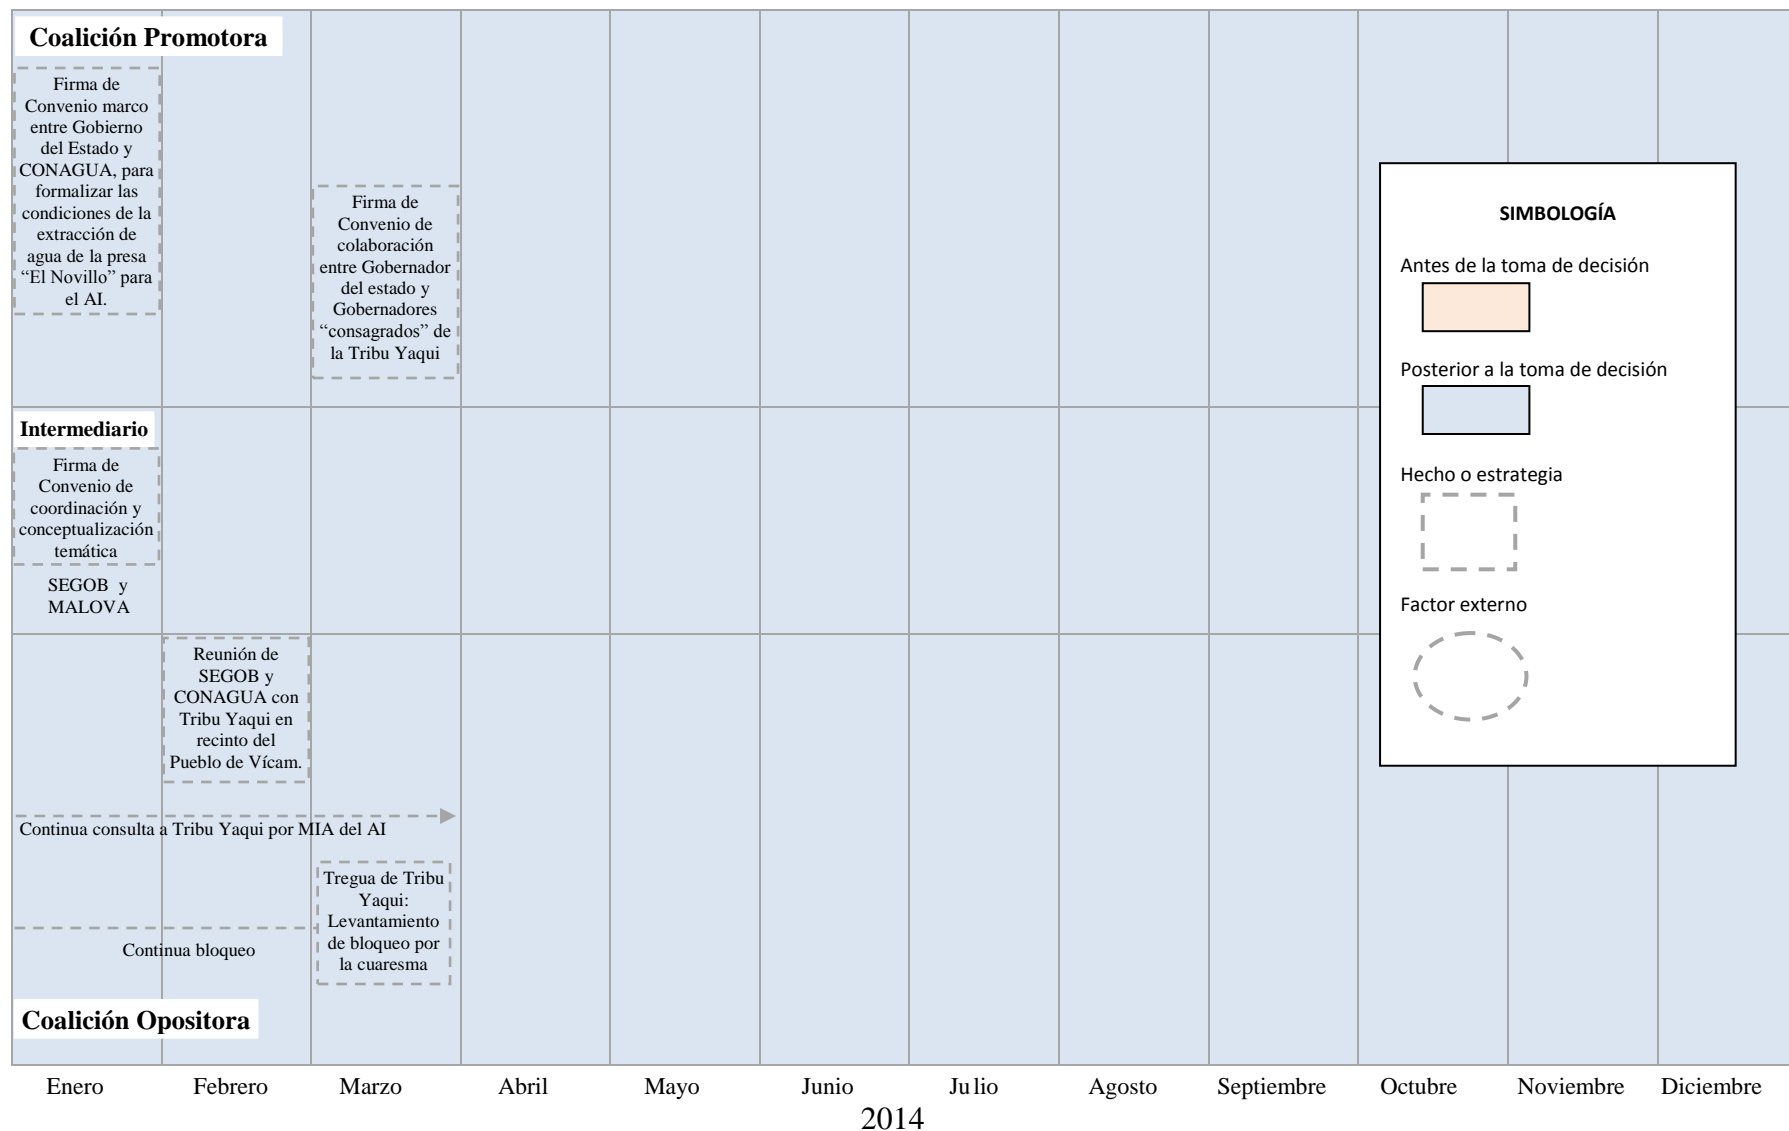 Coalición Promotora
Firma de
Convenio marco
entre Gobierno
del Estado y
CONAGUA, para
formalizar las
condiciones de la
extracción de
agua de la presa
“El Novillo” para
el AI.
Firma de
Convenio de
colaboración
entre Gobernador
del estado y
Gobernadores
“consagrados” de
la Tribu Yaqui
Intermediario
Firma de
Convenio de
coordinación y
conceptualización
temática
SEGOB y
MALOVA
Reunión de
SEGOB y
CONAGUA con
Tribu Yaqui en
recinto del
Pueblo de Vícam.
Continua consulta a Tribu Yaqui por MIA del AI
Tregua de Tribu
Yaqui:
Levantamiento
de bloqueo por
la cuaresma
Continua bloqueo
Coalición Opositora
SIMBOLOGÍA
Antes de la toma de decisión
Posterior a la toma de decisión
Hecho o estrategia
Factor externo
Enero Febrero Marzo Abril Mayo Junio Julio Agosto Septiembre Octubre Noviembre Diciembre
2014